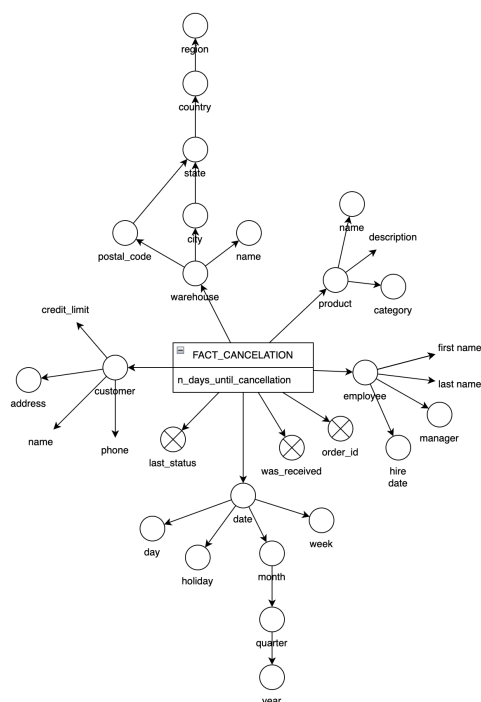 region
country
state
city
postal_code
name
warehouse
name
description
product
category
credit_limit
customer
address
name
phone
FACT_CANCELATION
n_days_until_cancellation
first name
last name
employee
manager
hire
date
last_status
was_received
order_id
date
day
holiday
month
week
quarter
year